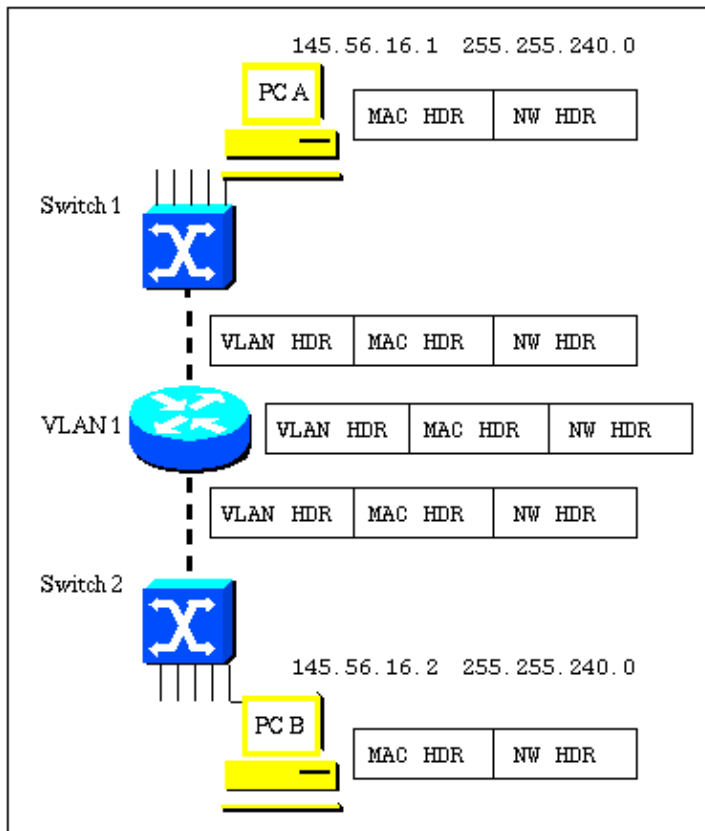 145.56.16.1 255.255.240.0
PC A
MAC HDR NW HDR
Switch 1
VLAN HDR MAC HDR NW HDR
VLAN 1
VLAN HDR MAC HDR NW HDR
VLAN HDR MAC HDR NW HDR
Switch 2
145.56.16.2 255.255.240.0
PC B
MAC HDR NW HDR